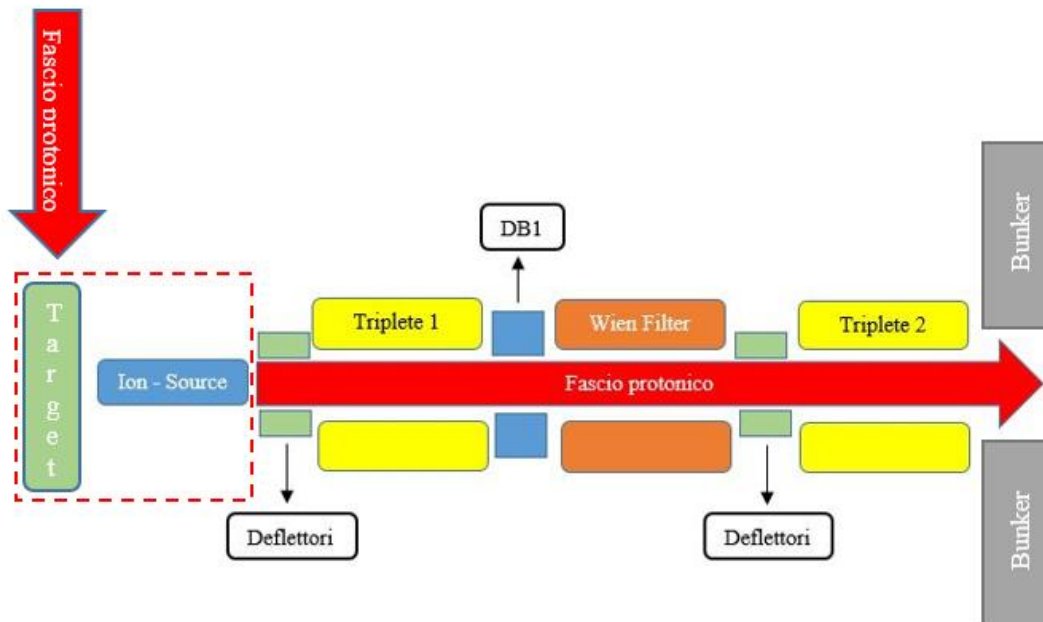 Fascio protonico
DB1
Bunker
Target
Triplete 1
Wien Filter
Triplete 2
Ion - Source
Fascio protonico
Deflettori
Deflettori
Bunker